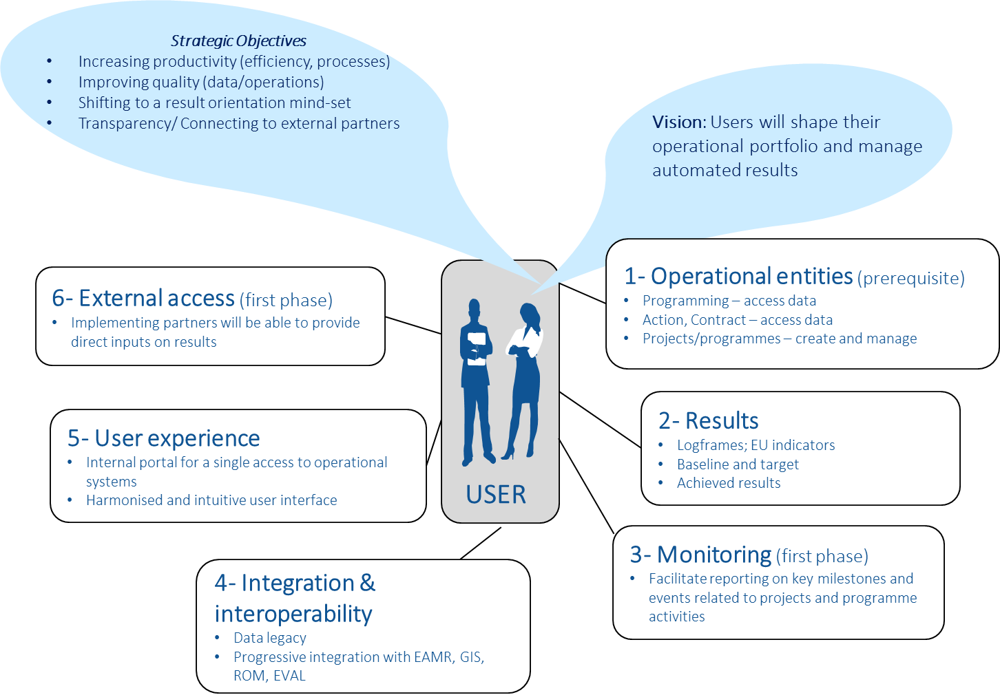 Strategic Objectives
• Increasing productivity (efficiency, processes)
• Improving quality (data/operations)
• Shifting to a result orientation mind-set
• Transparency/ Connecting to external partners
Vision: Users will shape their
operational portfolio and manage
automated results
1- Operational entities (prerequisite)
• Programming – access data
• Action, Contract – access data
• Projects/programmes – create and manage
2- Results
• Logframes; EU indicators
• Baseline and target
• Achieved results
3- Monitoring (first phase)
• Facilitate reporting on key milestones and
events related to projects and programme
activities
4- Integration &
interoperability
• Data legacy
• Progressive integration with EAMR, GIS,
ROM, EVAL
5- User experience
• Internal portal for a single access to operational
systems
• Harmonised and intuitive user interface
6- External access (first phase)
• Implementing partners will be able to provide
direct inputs on results
USER